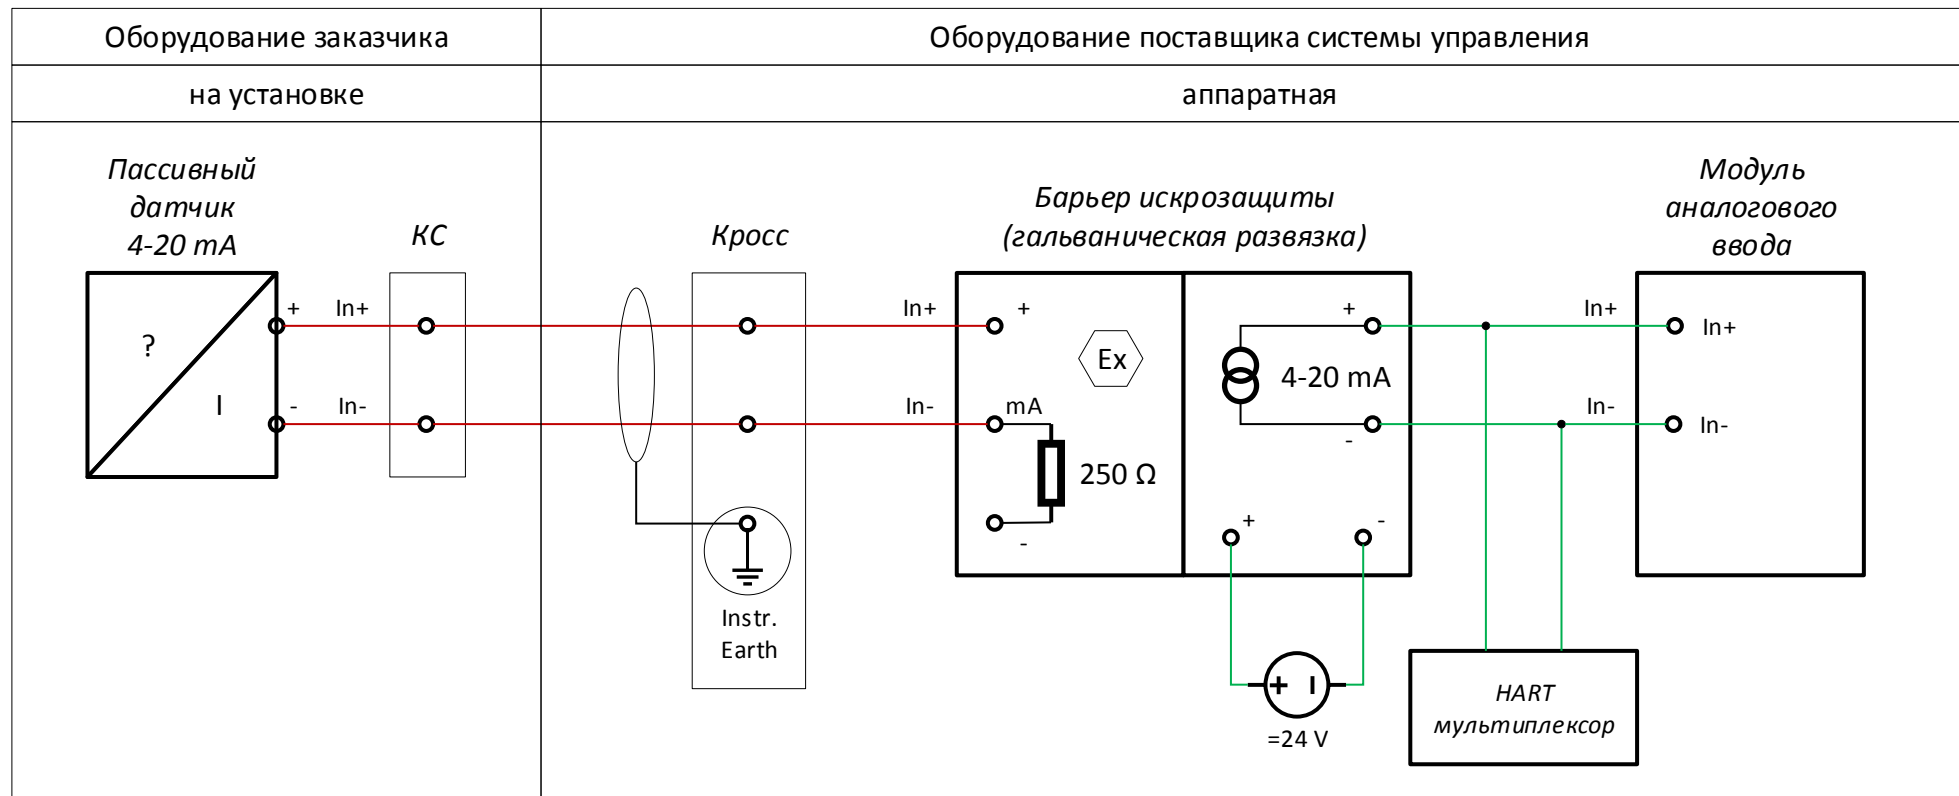 Оборудование заказчика
Оборудование поставщика системы управления
на установке
аппаратная
Пассивный
датчик
4-20 mA
КС
Кросс
Барьер искрозащиты
(гальваническая развязка)
Модуль
аналогового
ввода
?
I
+
In+
-
In-
In+
+
In-
mA
250 Ω
-
Ex
+
4-20 mA
-
In+
In+
In-
In-
+
-
Instr.
Earth
=24 V
HART
мультиплексор